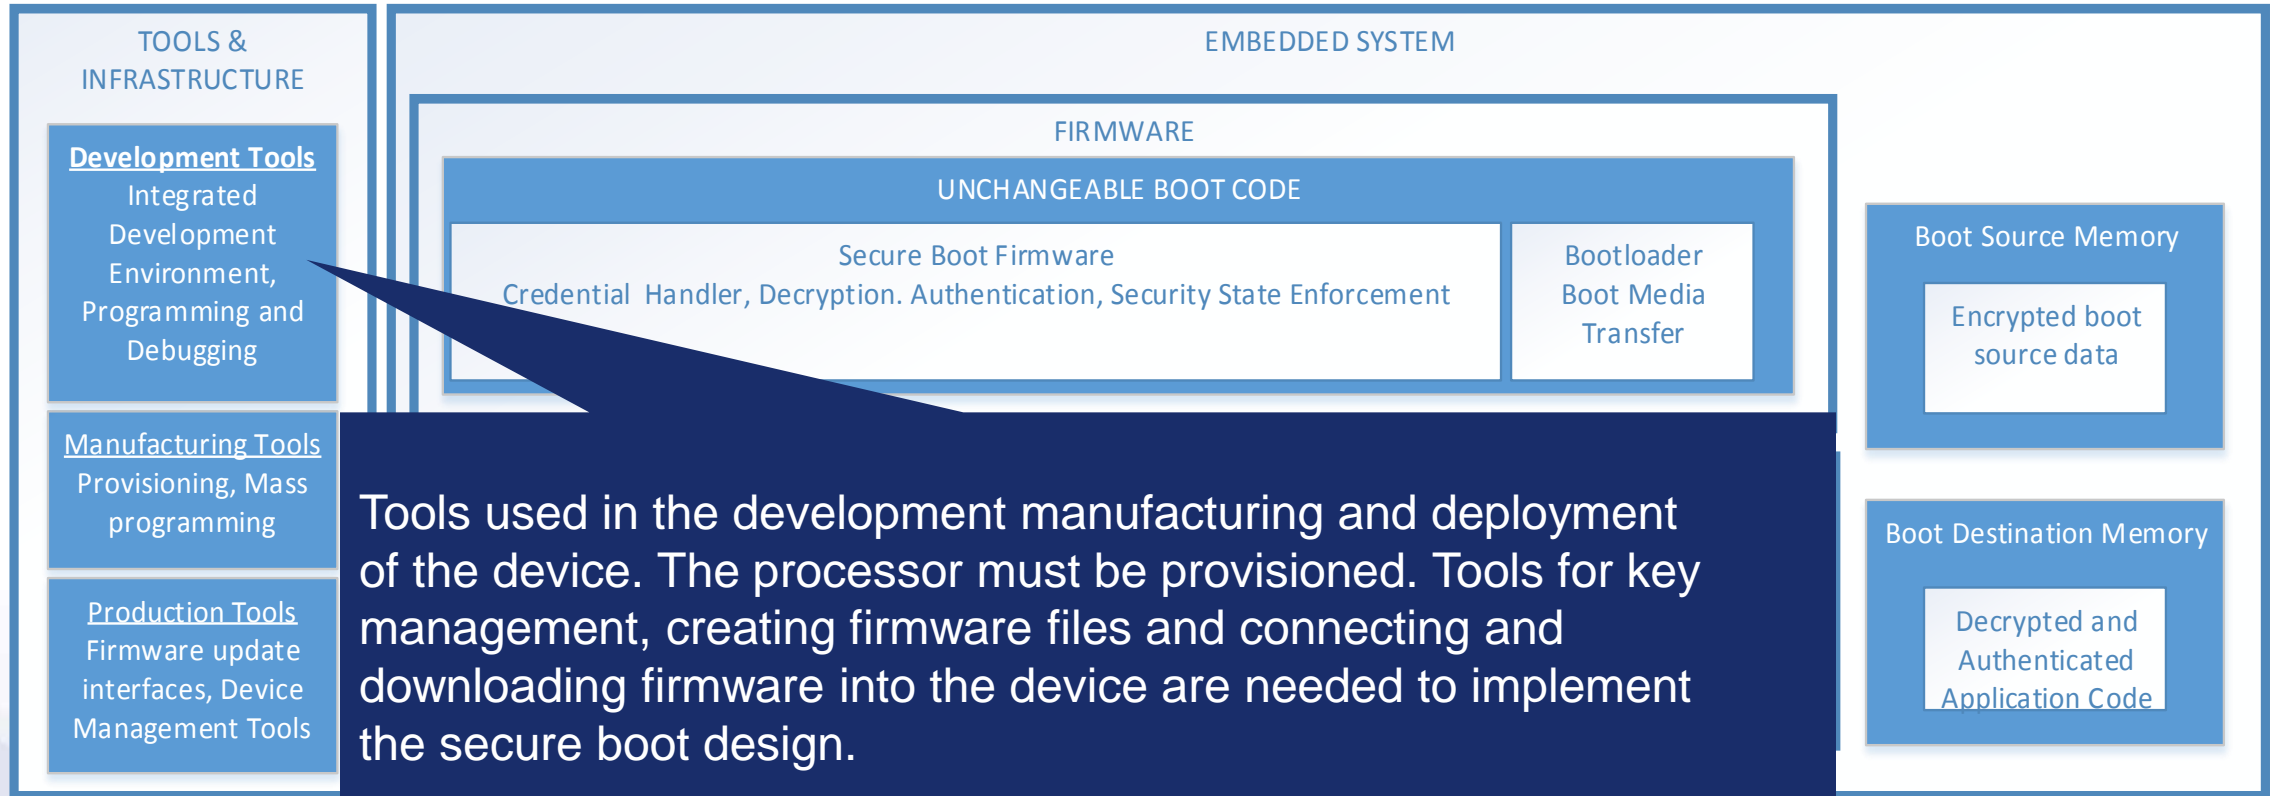 TOOLS &
INFRASTRUCTURE
Development Tools
Integrated
Development
Environment,
Programming and
Debugging
Manufacturing Tools
Provisioning, Mass
programming
Production Tools
Firmware update
interfaces, Device
Management Tools
EMBEDDED SYSTEM
FIRMWARE
UNCHANGEABLE BOOT CODE
Secure Boot Firmware
Credential Handler, Decryption. Authentication, Security State Enforcement
Bootloader
Boot Media
Transfer
Tools used in the development manufacturing and deployment
of the device. The processor must be provisioned. Tools for key
management, creating firmware files and connecting and
downloading firmware into the device are needed to implement
the secure boot design.
Boot Source Memory
Encrypted boot
source data
Boot Destination Memory
Decrypted and
Authenticated
Application Code